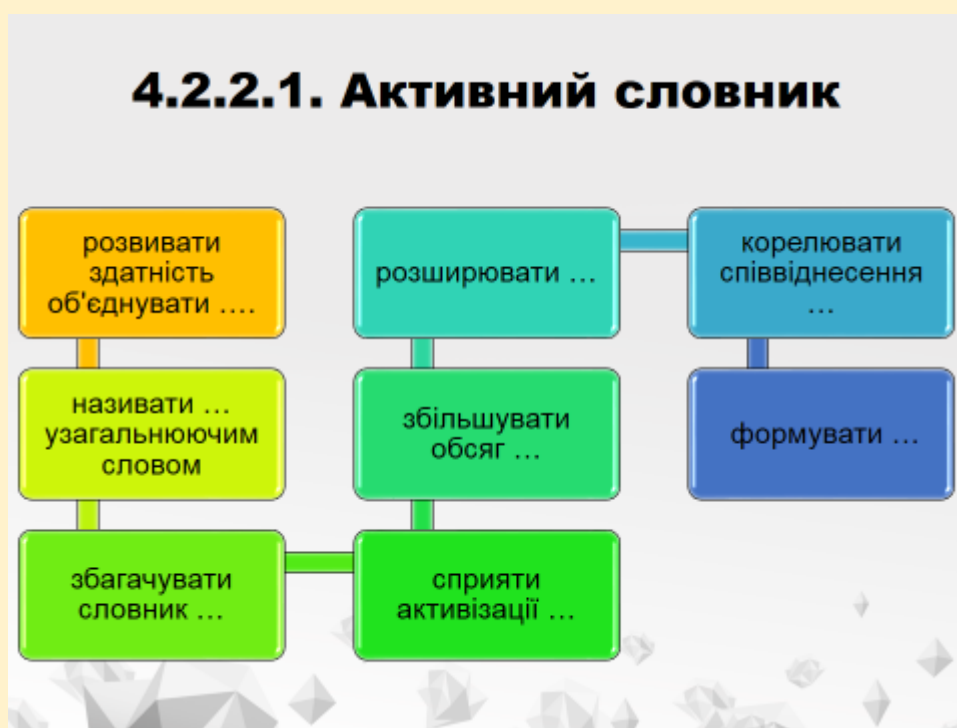 4.2.2.1. Активний словник
розвивати
здатність
об'єднувати ….
називати …
узагальнюючим
словом
збагачувати
словник …
сприяти
активізації …
збільшувати
обсяг …
розширювати …
корелювати
співвіднесення
…
формувати …